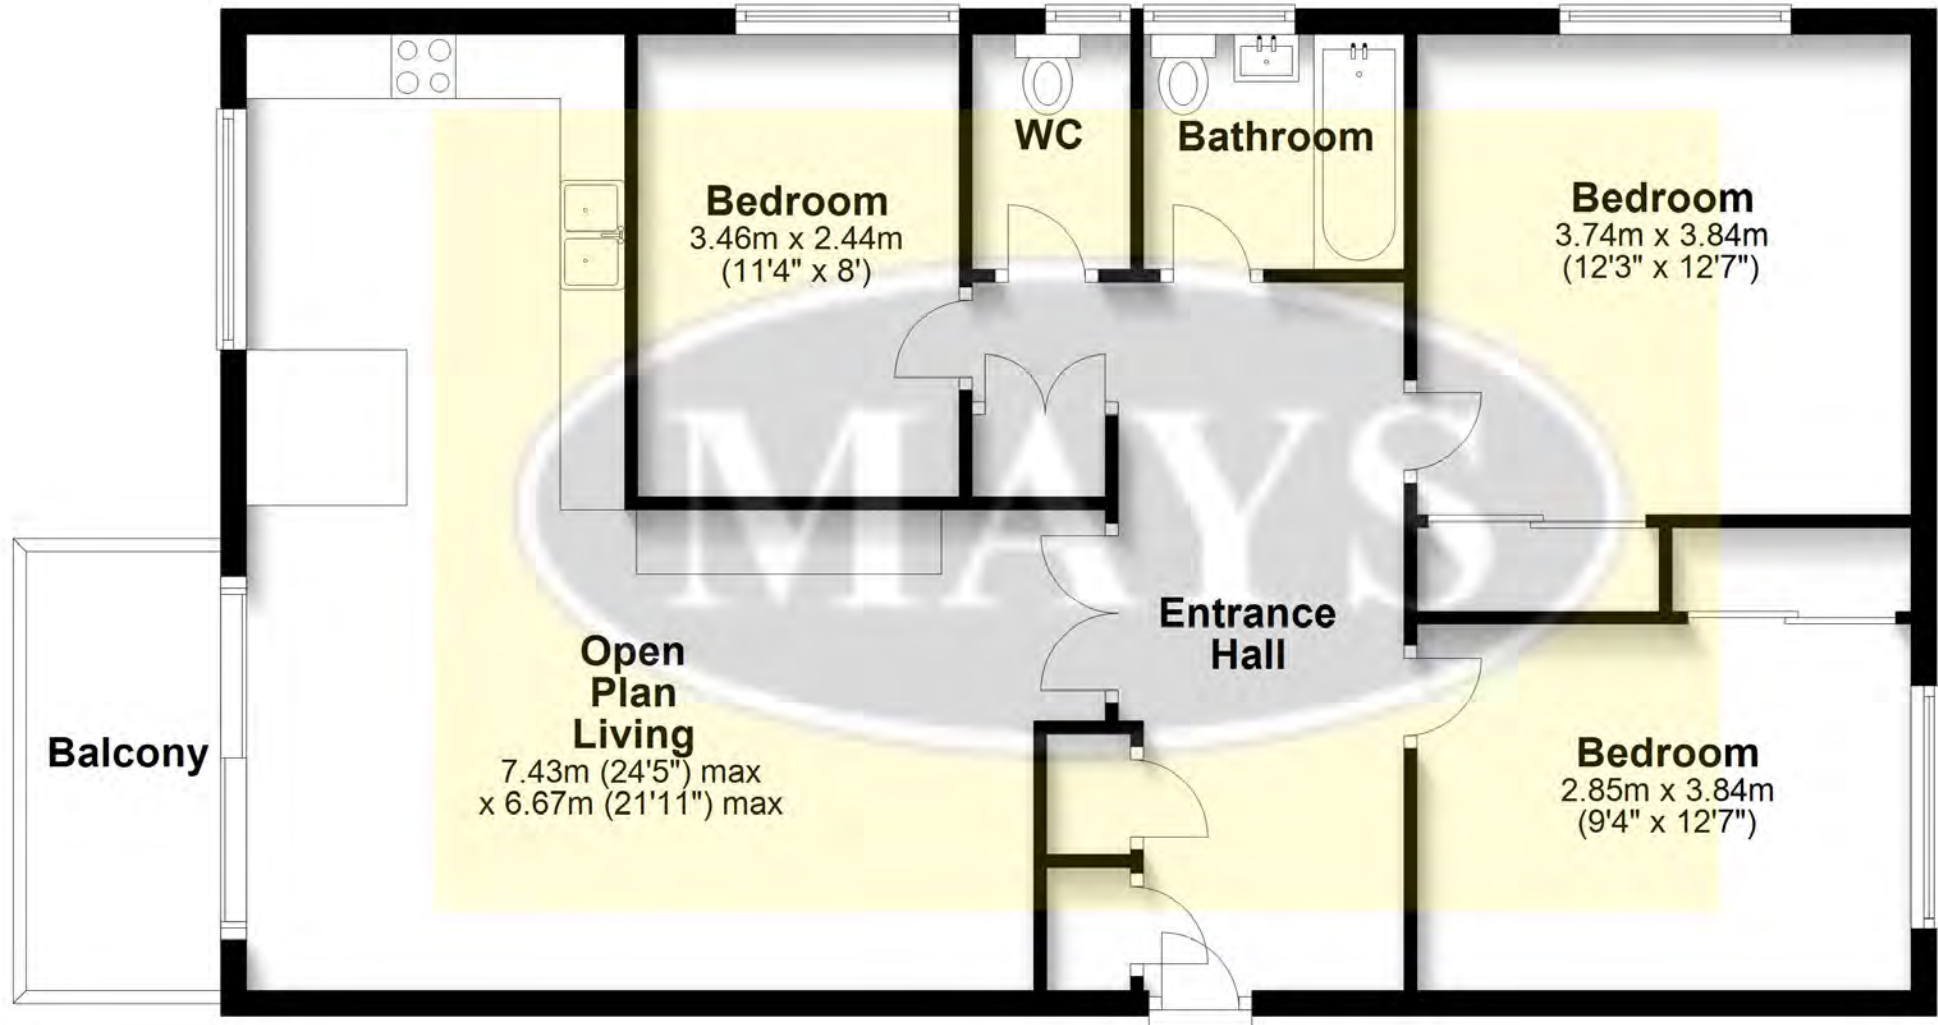 WC
Bathroom
Bedroom
3.46m x 2.44m
(11'4" x 8')
Bedroom
3.74m x 3.84m
(12'3" x 12'7")
MAYS
Entrance
Hall
Open
Plan
Living
7.43m (24'5") max
x 6.67m (21'11") max
Balcony
Bedroom
2.85m x 3.84m
(9'4" x 12'7")